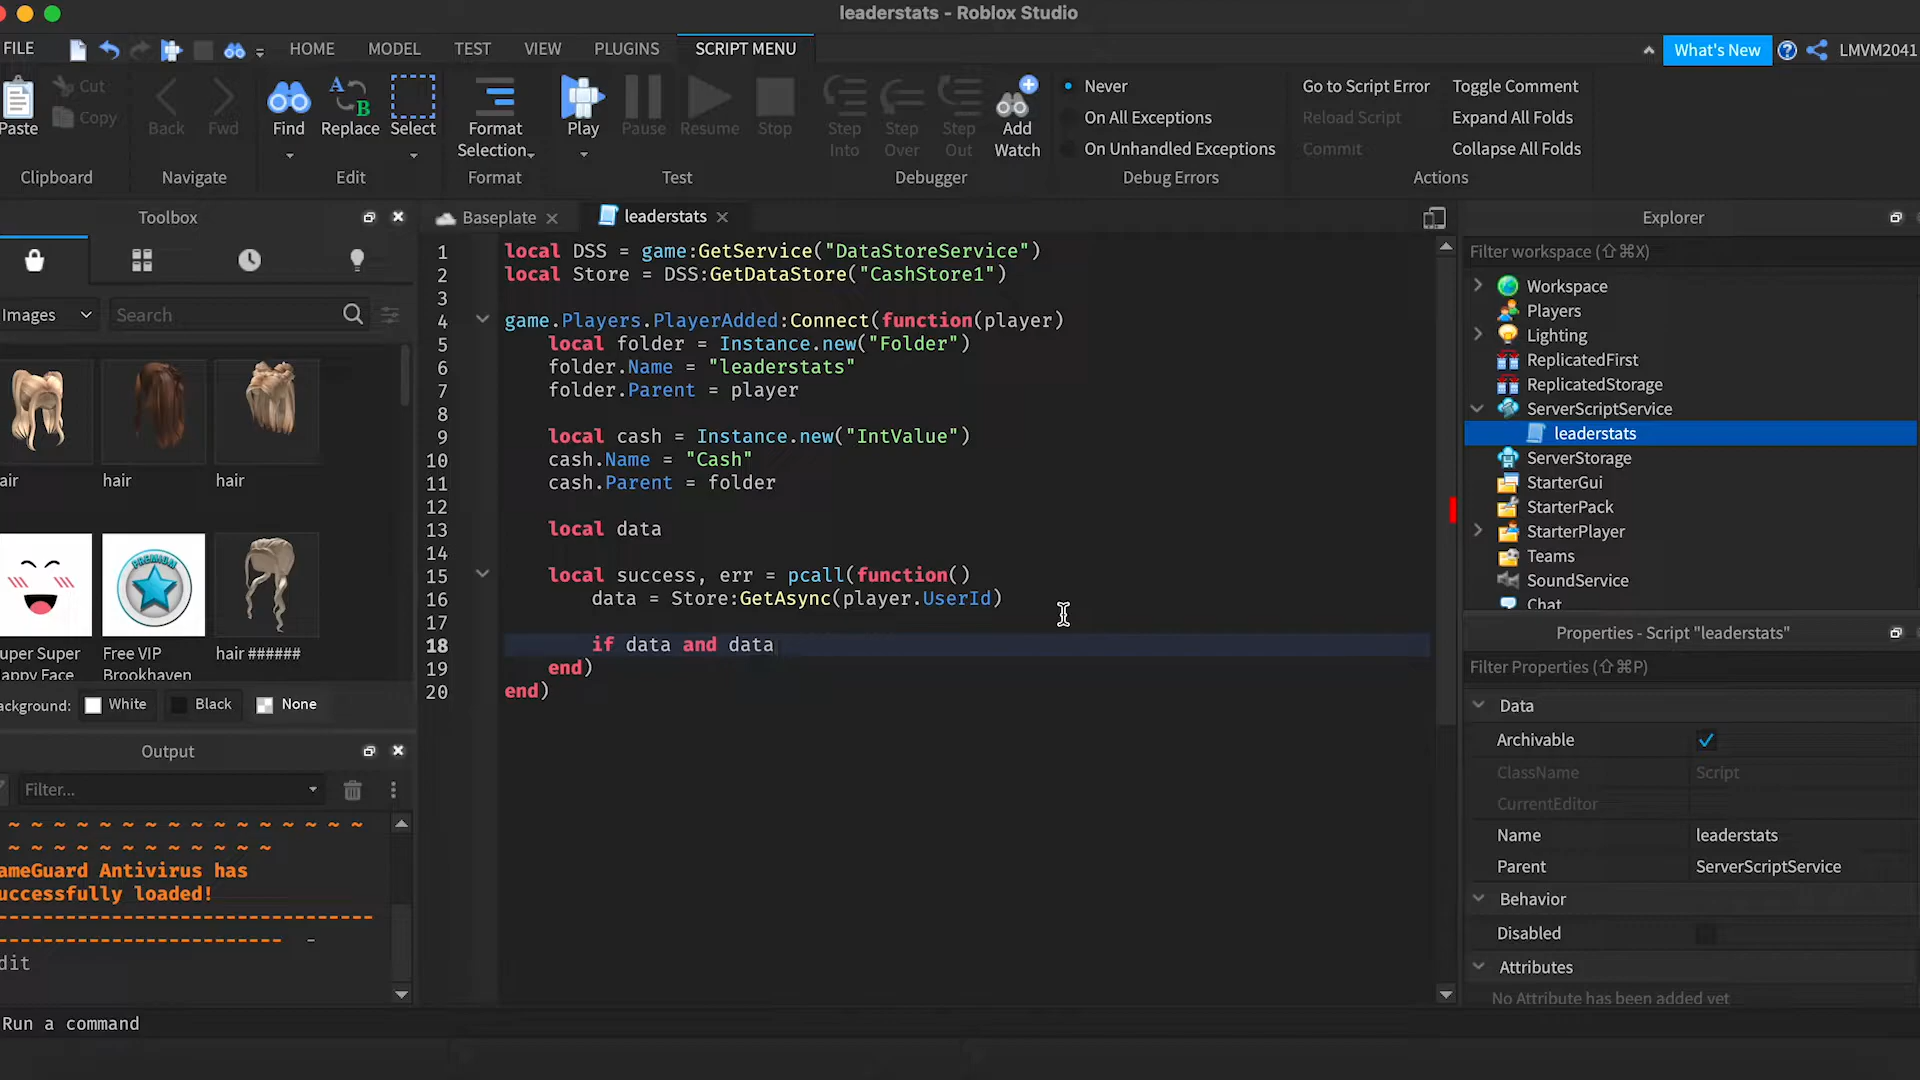 leaderstats - Roblox Studio
FILE
HOME
MODEL
TEST
VIEW
PLUGINS
SCRIPT MENU
What's New
LMVM2041
Paste
Cut
Copy
Clipboard
Back
Fwd
Navigate
Find
Replace
Select
Edit
Format
Selection
Format
Play
Pause
Resume
Stop
Test
Step
Into
Step
Over
Step
Out
Add
Watch
Debugger
Never
On All Exceptions
On Unhandled Exceptions
Debug Errors
Go to Script Error
Reload Script
Commit
Toggle Comment
Expand All Folds
Collapse All Folds
Actions
Toolbox
Images
Search
air
hair
hair
uper Super
appy Face
PREMIUM
Free VIP
Brookhaven
hair ######
ackground:
White
Black
None
Output
Filter...
~ ~ ~ ~ ~ ~ ~ ~ ~ ~ ~ ~ ~ ~ ~ ~
~ ~ ~ ~ ~ ~ ~ ~ ~ ~ ~ ~
ameGuard Antivirus has
uccessfully loaded!
dit
Run a command
Baseplate
leaderstats
1 local DSS = game:GetService("DataStoreService")
2 local Store = DSS:GetDataStore("CashStore1")
3
4 game.Players.PlayerAdded:Connect(function(player)
5 local folder = Instance.new("Folder")
6 folder.Name = "leaderstats"
7 folder.Parent = player
8
9 local cash = Instance.new("IntValue")
10 cash.Name = "Cash"
11 cash.Parent = folder
12
13 local data
14
15 local success, err = pcall(function()
16 data = Store:GetAsync(player.UserId)
17
18 if data and data
19 end)
20 end)
Explorer
Filter workspace (⇧⌘X)
Workspace
Players
Lighting
ReplicatedFirst
ReplicatedStorage
ServerScriptService
leaderstats
ServerStorage
StarterGui
StarterPack
StarterPlayer
Teams
SoundService
Chat
Properties - Script "leaderstats"
Filter Properties (⇧⌘P)
Data
Archivable
ClassName Script
CurrentEditor
Name leaderstats
Parent ServerScriptService
Behavior
Disabled
Attributes
No Attribute has been added yet